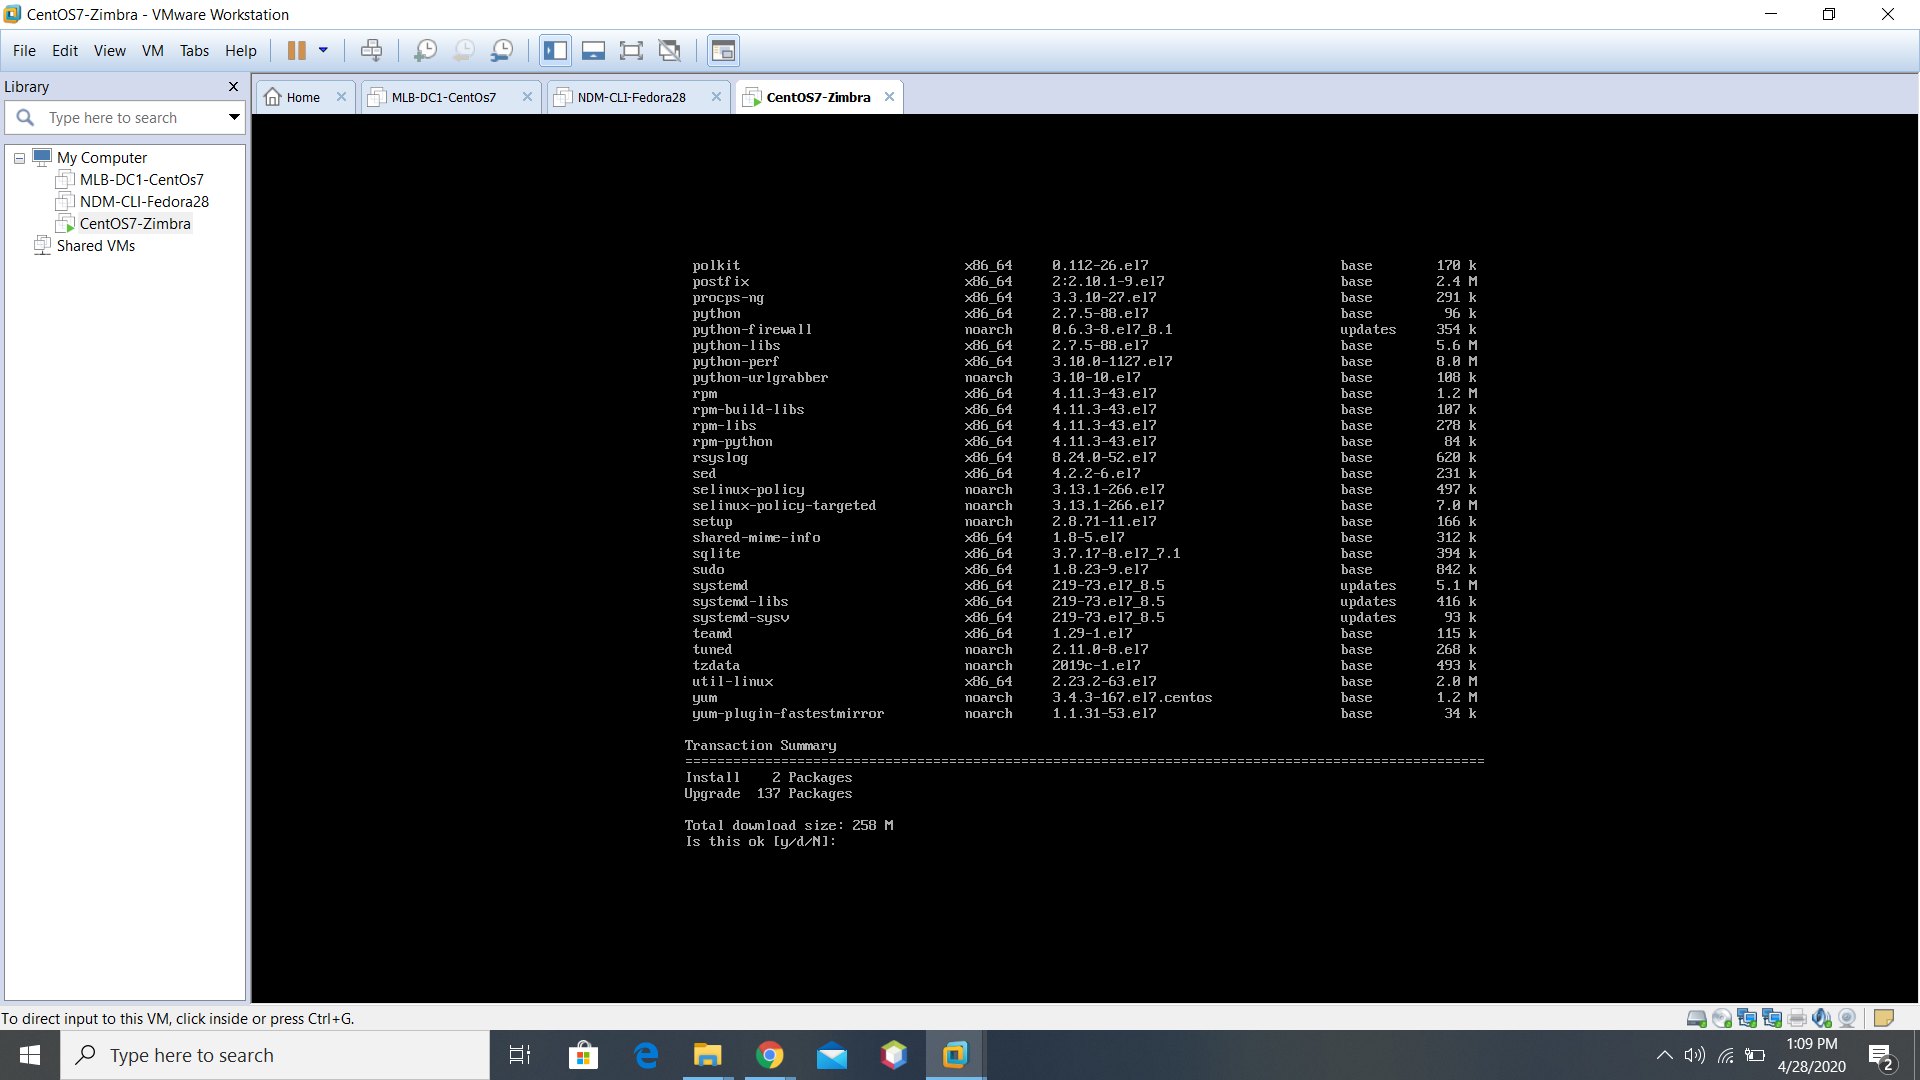 CentOS7-Zimbra - VMware Workstation
File Edit View VM Tabs Help
Library
Type here to search
My Computer
MLB-DC1-CentOs7
NDM-CLI-Fedora28
CentOS7-Zimbra
Shared VMs
Home MLB-DC1-CentOs7 NDM-CLI-Fedora28 CentOS7-Zimbra
polkit x86_64 0.112-26.el7 base 170 k
postfix x86_64 2:2.10.1-9.el7 base 2.4 M
procps-ng x86_64 3.3.10-27.el7 base 291 k
python x86_64 2.7.5-88.el7 base 96 k
python-firewall noarch 0.6.3-8.el7_8.1 updates 354 k
python-libs x86_64 2.7.5-88.el7 base 5.6 M
python-perf x86_64 3.10.0-1127.el7 base 8.0 M
python-urlgrabber noarch 3.10-10.el7 base 108 k
rpm x86_64 4.11.3-43.el7 base 1.2 M
rpm-build-libs x86_64 4.11.3-43.el7 base 107 k
rpm-libs x86_64 4.11.3-43.el7 base 278 k
rpm-python x86_64 4.11.3-43.el7 base 84 k
rsyslog x86_64 8.24.0-52.el7 base 620 k
sed x86_64 4.2.2-6.el7 base 231 k
selinux-policy noarch 3.13.1-266.el7 base 497 k
selinux-policy-targeted noarch 3.13.1-266.el7 base 7.0 M
setup noarch 2.8.71-11.el7 base 166 k
shared-mime-info x86_64 1.8-5.el7 base 312 k
sqlite x86_64 3.7.17-8.el7_7.1 base 394 k
sudo x86_64 1.8.23-9.el7 base 842 k
systemd x86_64 219-73.el7_8.5 updates 5.1 M
systemd-libs x86_64 219-73.el7_8.5 updates 416 k
systemd-sysv x86_64 219-73.el7_8.5 updates 93 k
teamd x86_64 1.29-1.el7 base 115 k
tuned noarch 2.11.0-8.el7 base 268 k
tzdata noarch 2019c-1.el7 base 493 k
util-linux x86_64 2.23.2-63.el7 base 2.0 M
yum noarch 3.4.3-167.el7.centos base 1.2 M
yum-plugin-fastestmirror noarch 1.1.31-53.el7 base 34 k
Transaction Summary
====================================================================================================
Install 2 Packages
Upgrade 137 Packages
Total download size: 258 M
Is this ok [y/d/N]:
To direct input to this VM, click inside or press Ctrl+G.
Type here to search
1:09 PM
4/28/2020
2